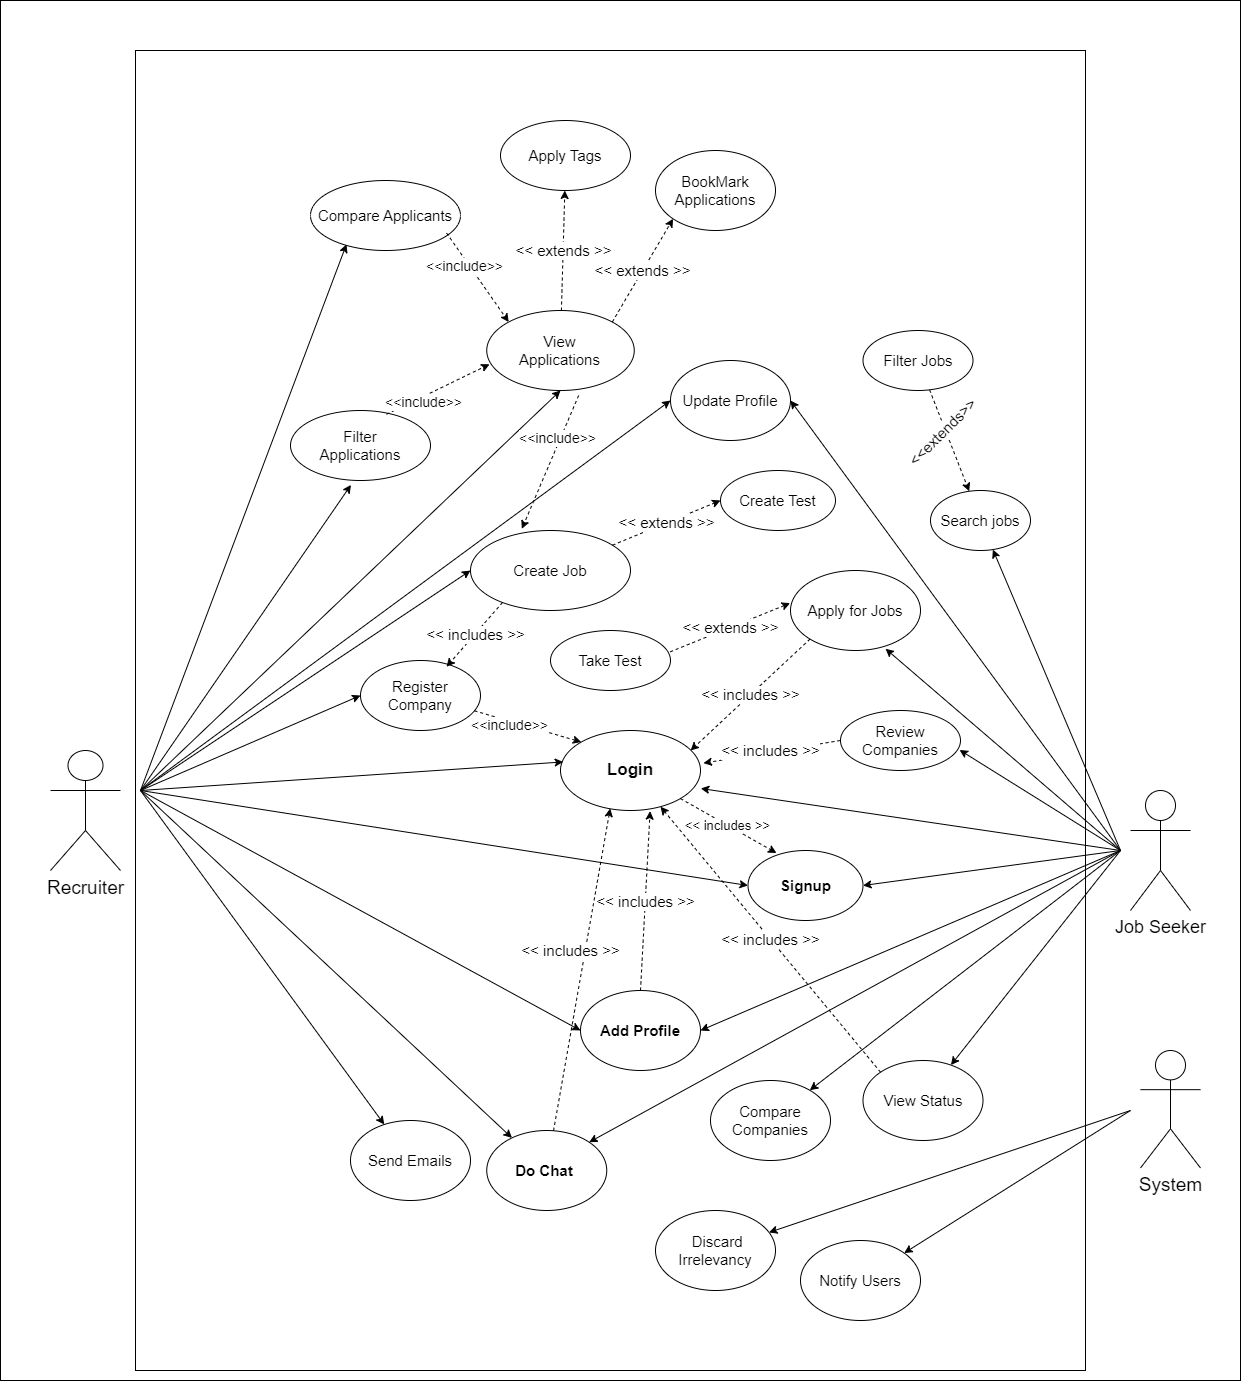 Apply Tags
BookMark
Applications
Compare Applicants
<< extends >>
<<include>>
<< extends >>
View
Applications
Filter Jobs
Update Profile
<<include>>
<<extends>>
Filter
Applications
<<include>>
Create Test
Search jobs
<< extends >>
Create Job
Apply for Jobs
<< extends >>
<< includes >>
Take Test
Register
Company
<< includes >>
<<include>>
Review
Companies
<< includes >>
Login
<< includes >>
Signup
Recruiter
<< includes >>
Job Seeker
<< includes >>
<< includes >>
Add Profile
View Status
Compare
Companies
Send Emails
Do Chat
System
Discard
Irrelevancy
Notify Users